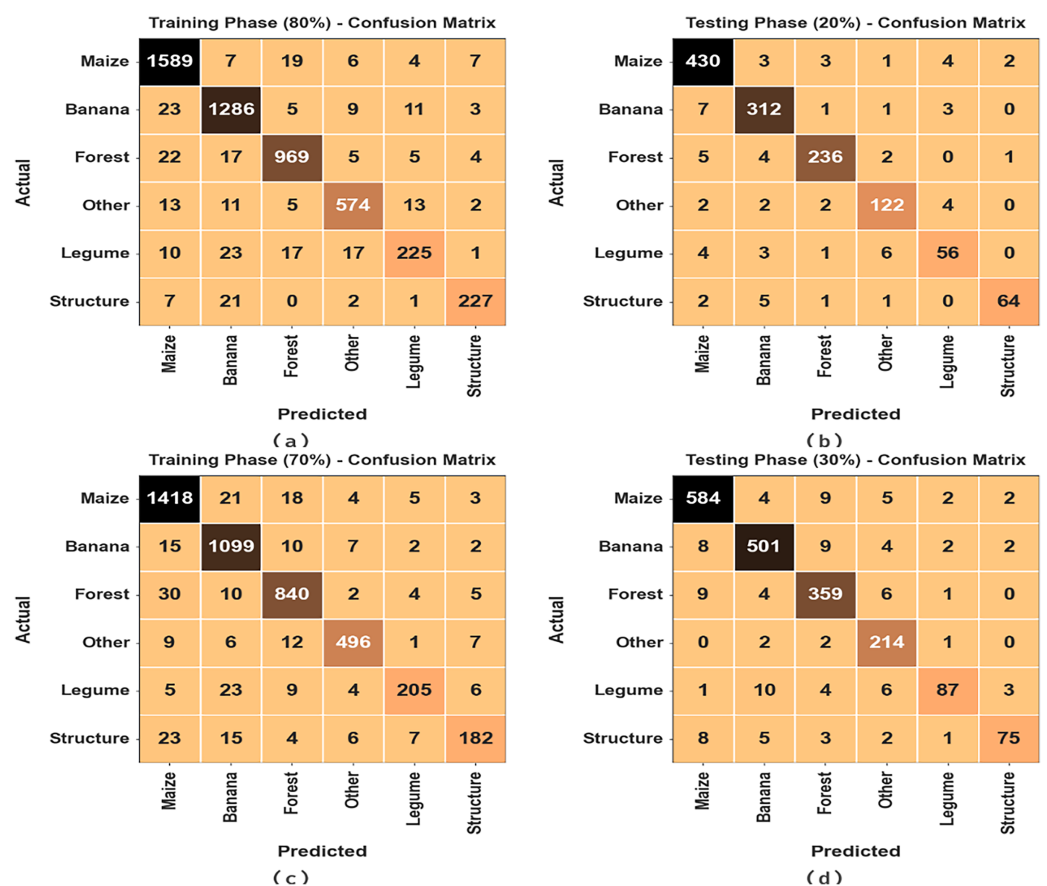 Training Phase (80%) - Confusion Matrix
Actual
Maize 1589 7 19 6 4 7
Banana 23 1286 5 9 11 3
Forest 22 17 969 5 5 4
Other 13 11 5 574 13 2
Legume 10 23 17 17 225 1
Structure 7 21 0 2 1 227
Maize Banana Forest Other Legume Structure
Predicted
(a)
Testing Phase (20%) - Confusion Matrix
Actual
Maize 430 3 3 1 4 2
Banana 7 312 1 1 3 0
Forest 5 4 236 2 0 1
Other 2 2 2 122 4 0
Legume 4 3 1 6 56 0
Structure 2 5 1 1 0 64
Maize Banana Forest Other Legume Structure
Predicted
(b)
Training Phase (70%) - Confusion Matrix
Actual
Maize 1418 21 18 4 5 3
Banana 15 1099 10 7 2 2
Forest 30 10 840 2 4 5
Other 9 6 12 496 1 7
Legume 5 23 9 4 205 6
Structure 23 15 4 6 7 182
Maize Banana Forest Other Legume Structure
Predicted
(c)
Testing Phase (30%) - Confusion Matrix
Actual
Maize 584 4 9 5 2 2
Banana 8 501 9 4 2 2
Forest 9 4 359 6 1 0
Other 0 2 2 214 1 0
Legume 1 10 4 6 87 3
Structure 8 5 3 2 1 75
Maize Banana Forest Other Legume Structure
Predicted
(d)